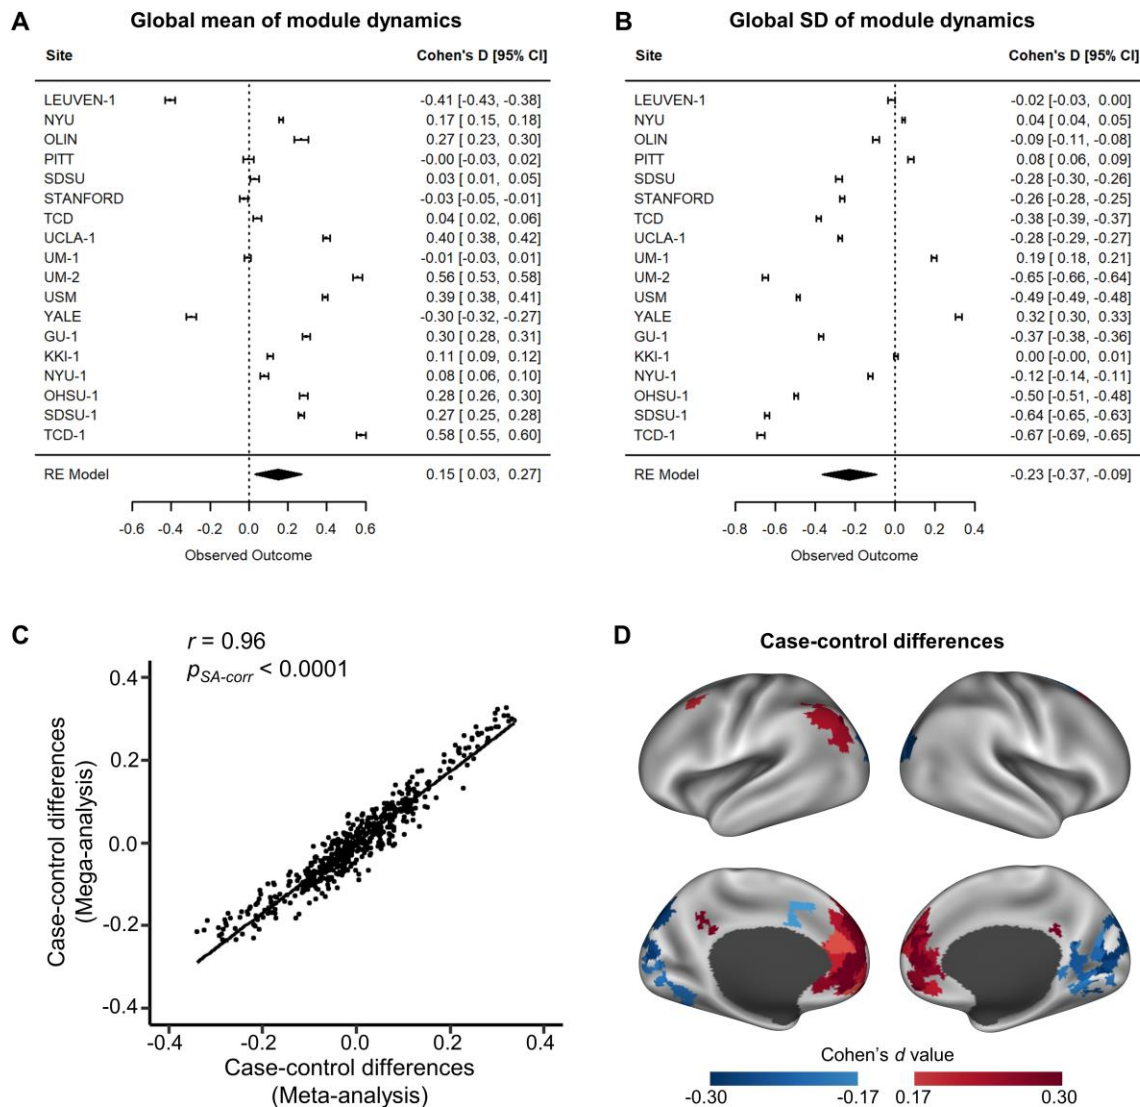 A Global mean of module dynamics
Site Cohen's D [95% CI]
LEUVEN-1 -0.41 [-0.43, -0.38]
NYU 0.17 [ 0.15, 0.18]
OLIN 0.27 [ 0.23, 0.30]
PITT -0.00 [-0.03, 0.02]
SDSU 0.03 [ 0.01, 0.05]
STANFORD -0.03 [-0.05, -0.01]
TCD 0.04 [ 0.02, 0.06]
UCLA-1 0.40 [ 0.38, 0.42]
UM-1 -0.01 [-0.03, 0.01]
UM-2 0.56 [ 0.53, 0.58]
USM 0.39 [ 0.38, 0.41]
YALE -0.30 [-0.32, -0.27]
GU-1 0.30 [ 0.28, 0.31]
KKI-1 0.11 [ 0.09, 0.12]
NYU-1 0.08 [ 0.06, 0.10]
OHSU-1 0.28 [ 0.26, 0.30]
SDSU-1 0.27 [ 0.25, 0.28]
TCD-1 0.58 [ 0.55, 0.60]
RE Model 0.15 [ 0.03, 0.27]
-0.6 -0.4 -0.2 0.0 0.2 0.4 0.6
Observed Outcome
B Global SD of module dynamics
Site Cohen's D [95% CI]
LEUVEN-1 -0.02 [-0.03, 0.00]
NYU 0.04 [ 0.04, 0.05]
OLIN -0.09 [-0.11, -0.08]
PITT 0.08 [ 0.06, 0.09]
SDSU -0.28 [-0.30, -0.26]
STANFORD -0.26 [-0.28, -0.25]
TCD -0.38 [-0.39, -0.37]
UCLA-1 -0.28 [-0.29, -0.27]
UM-1 0.19 [ 0.18, 0.21]
UM-2 -0.65 [-0.66, -0.64]
USM -0.49 [-0.49, -0.48]
YALE 0.32 [ 0.30, 0.33]
GU-1 -0.37 [-0.38, -0.36]
KKI-1 0.00 [-0.00, 0.01]
NYU-1 -0.12 [-0.14, -0.11]
OHSU-1 -0.50 [-0.51, -0.48]
SDSU-1 -0.64 [-0.65, -0.63]
TCD-1 -0.67 [-0.69, -0.65]
RE Model -0.23 [-0.37, -0.09]
-0.8 -0.6 -0.4 -0.2 0.0 0.2 0.4
Observed Outcome
C
r = 0.96
pSA-corr < 0.0001
Case-control differences
(Mega-analysis)
0.4
0.2
0.0
-0.2
-0.4
-0.4 -0.2 0.0 0.2 0.4
Case-control differences
(Meta-analysis)
D Case-control differences
Cohen's d value
-0.30 -0.17 0.17 0.30